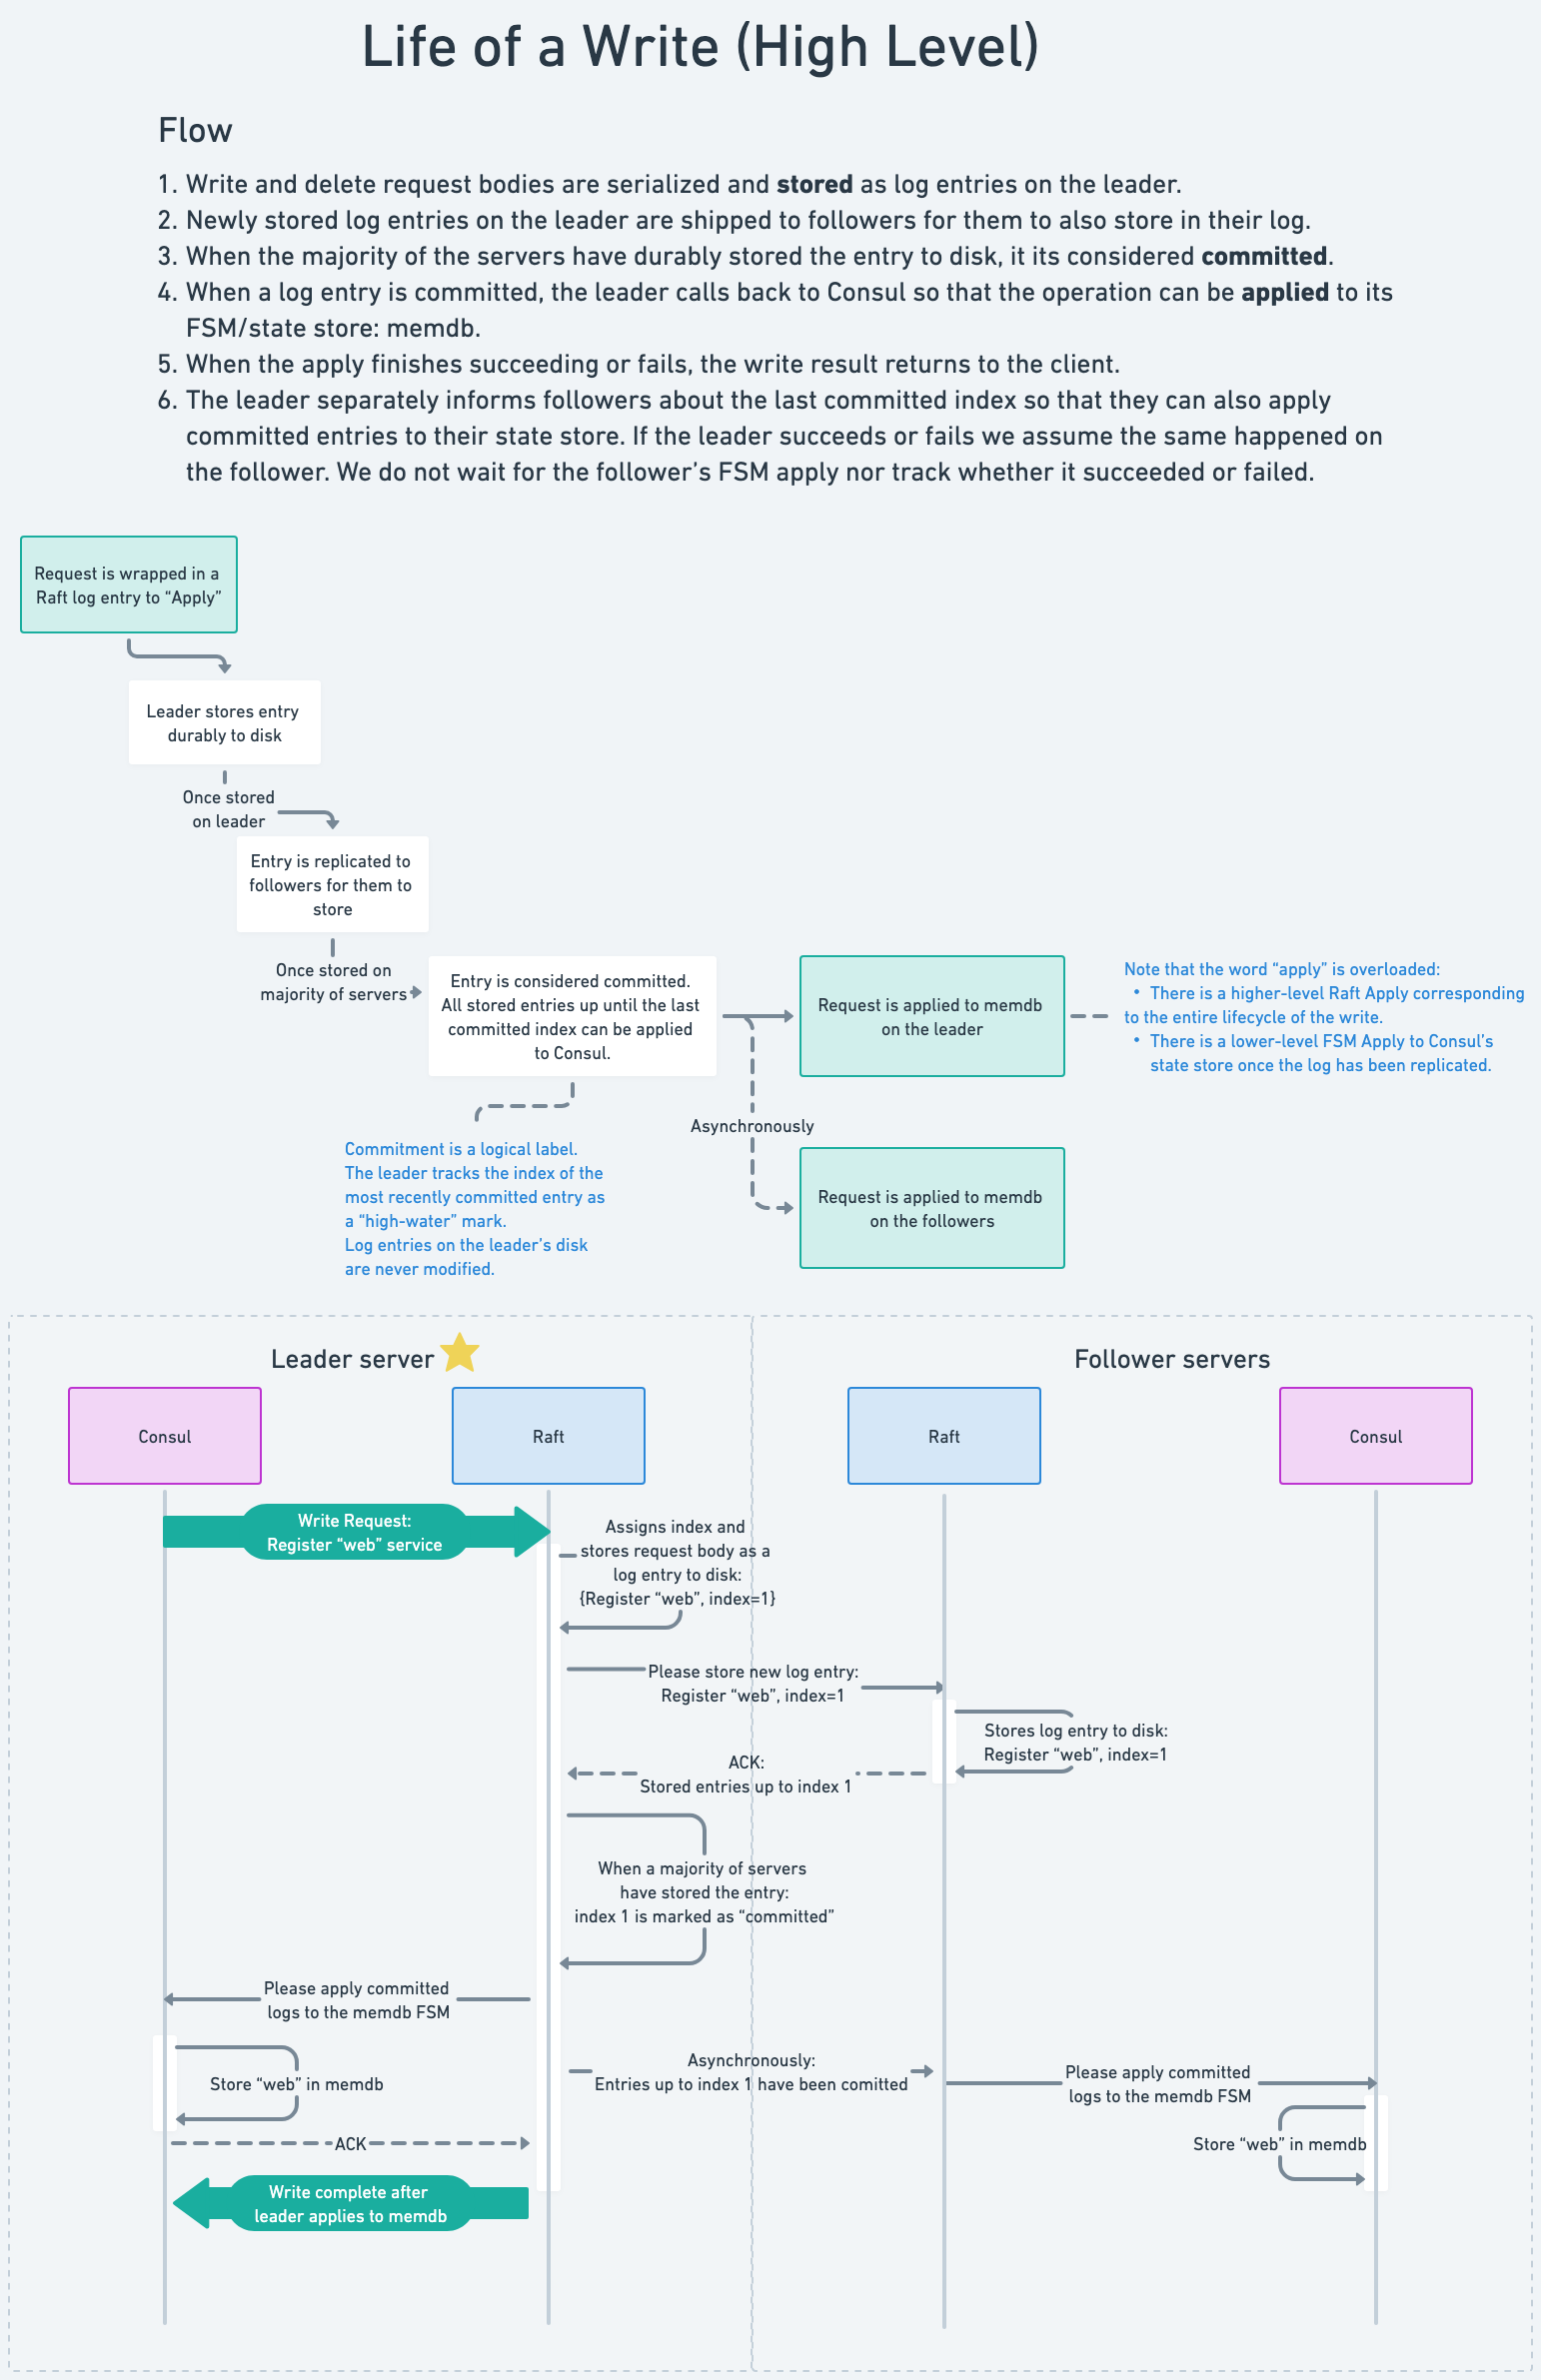 Life of a Write (High Level)
Flow
1. Write and delete request bodies are serialized and stored as log entries on the leader.
2. Newly stored log entries on the leader are shipped to followers for them to also store in their log.
3. When the majority of the servers have durably stored the entry to disk, it its considered committed.
4. When a log entry is committed, the leader calls back to Consul so that the operation can be applied to its
FSM/state store: memdb.
5. When the apply finishes succeeding or fails, the write result returns to the client.
6. The leader separately informs followers about the last committed index so that they can also apply
committed entries to their state store. If the leader succeeds or fails we assume the same happened on
the follower. We do not wait for the follower’s FSM apply nor track whether it succeeded or failed.
Request is wrapped in a
Raft log entry to “Apply”
Leader stores entry
durably to disk
Once stored
on leader
Entry is replicated to
followers for them to
store
Once stored on
majority of servers
Entry is considered committed.
All stored entries up until the last
committed index can be applied
to Consul.
Request is applied to memdb
on the leader
Note that the word “apply” is overloaded:
• There is a higher-level Raft Apply corresponding
to the entire lifecycle of the write.
• There is a lower-level FSM Apply to Consul’s
state store once the log has been replicated.
Asynchronously
Request is applied to memdb
on the followers
Commitment is a logical label.
The leader tracks the index of the
most recently committed entry as
a “high-water” mark.
Log entries on the leader’s disk
are never modified.
Leader server
Follower servers
Consul
Raft
Raft
Consul
Write Request:
Register “web” service
Assigns index and
stores request body as a
log entry to disk:
{Register “web”, index=1}
Please store new log entry:
Register “web”, index=1
Stores log entry to disk:
Register “web”, index=1
ACK:
Stored entries up to index 1
When a majority of servers
have stored the entry:
index 1 is marked as “committed”
Please apply committed
logs to the memdb FSM
Store “web” in memdb
Asynchronously:
Entries up to index 1 have been comitted
Please apply committed
logs to the memdb FSM
Store “web” in memdb
ACK
Write complete after
leader applies to memdb